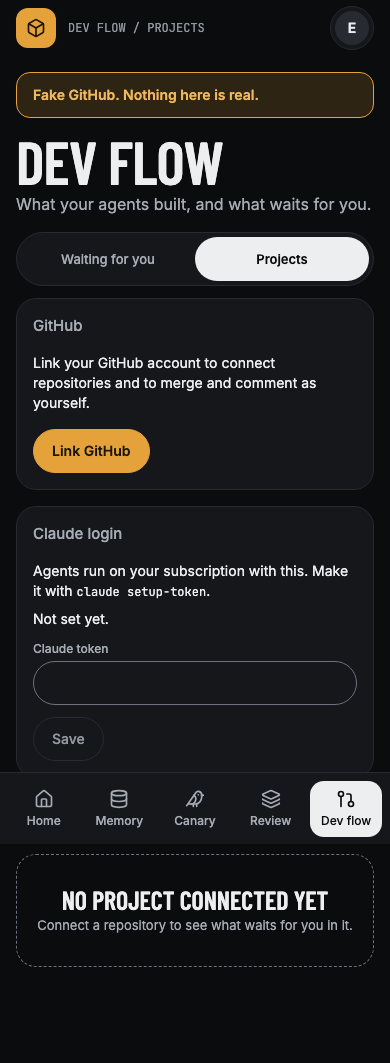 DEV FLOW / PROJECTS
E
Fake GitHub. Nothing here is real.
DEV FLOW
What your agents built, and what waits for you.
Waiting for you
Projects
GitHub
Link your GitHub account to connect
repositories and to merge and comment as
yourself.
Link GitHub
Claude login
Agents run on your subscription with this. Make
it with claude setup-token.
Not set yet.
Claude token
Save
Home
Memory
Canary
Review
Dev flow
NO PROJECT CONNECTED YET
Connect a repository to see what waits for you in it.